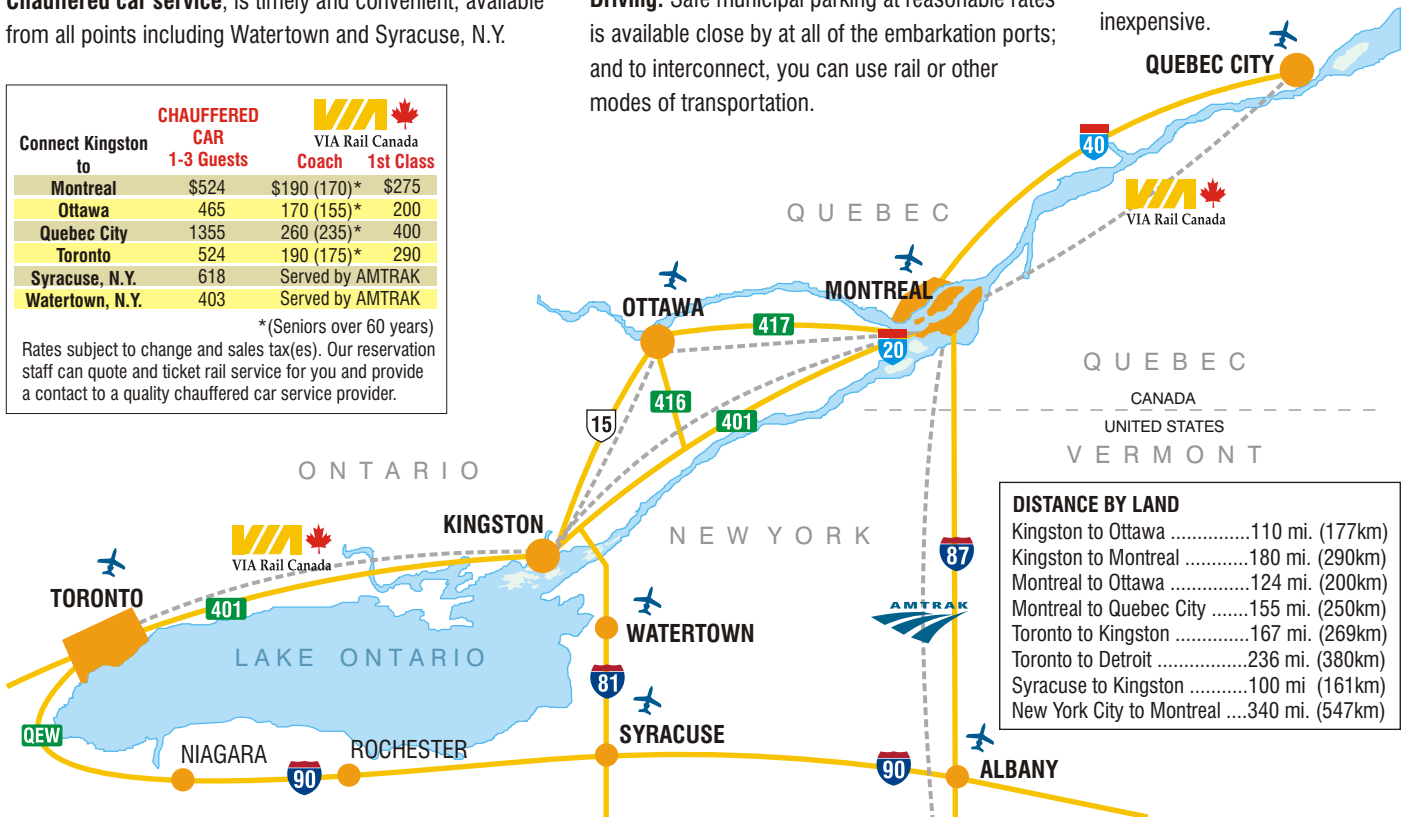 Chauffered car service, is timely and convenient, available
from all points including Watertown and Syracuse, N.Y.
Driving: Safe municipal parking at reasonable rates
is available close by at all of the embarkation ports;
and to interconnect, you can use rail or other
modes of transportation.
inexpensive.
Connect Kingston
to
CHAUFFERED
CAR
1-3 Guests
VIA
VIA Rail Canada
Coach 1st Class
Montreal $524 $190 (170)* $275
Ottawa 465 170 (155)* 200
Quebec City 1355 260 (235)* 400
Toronto 524 190 (175)* 290
Syracuse, N.Y. 618 Served by AMTRAK
Watertown, N.Y. 403 Served by AMTRAK
*(Seniors over 60 years)
Rates subject to change and sales tax(es). Our reservation
staff can quote and ticket rail service for you and provide
a contact to a quality chauffered car service provider.
QUEBEC CITY
40
VIA
VIA Rail Canada
QUEBEC
MONTREAL
OTTAWA
417
20
416
401
15
QUEBEC
CANADA
UNITED STATES
VERMONT
ONTARIO
KINGSTON
NEW YORK
VIA
VIA Rail Canada
87
TORONTO
401
AMTRAK
WATERTOWN
LAKE ONTARIO
81
QEW
SYRACUSE
NIAGARA
ROCHESTER
90
90
ALBANY
DISTANCE BY LAND
Kingston to Ottawa ...............110 mi. (177km)
Kingston to Montreal ............180 mi. (290km)
Montreal to Ottawa ...............124 mi. (200km)
Montreal to Quebec City .......155 mi. (250km)
Toronto to Kingston ..............167 mi. (269km)
Toronto to Detroit .................236 mi. (380km)
Syracuse to Kingston ...........100 mi (161km)
New York City to Montreal ....340 mi. (547km)